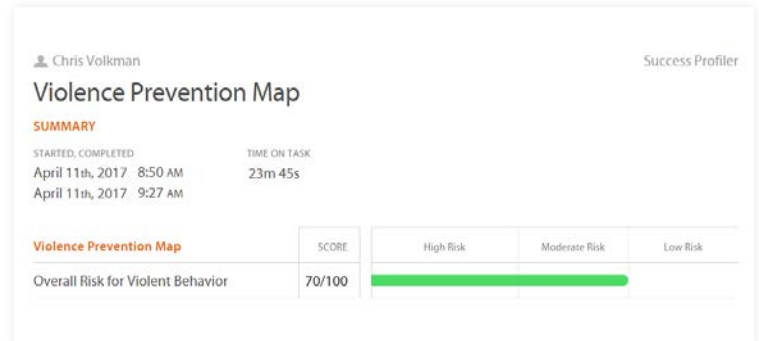 Chris Volkman Success Profiler
Violence Prevention Map
SUMMARY
STARTED, COMPLETED TIME ON TASK
April 11th, 2017 8:50 AM 23m 45s
April 11th, 2017 9:27 AM
Violence Prevention Map SCORE High Risk Moderate Risk Low Risk
Overall Risk for Violent Behavior 70/100